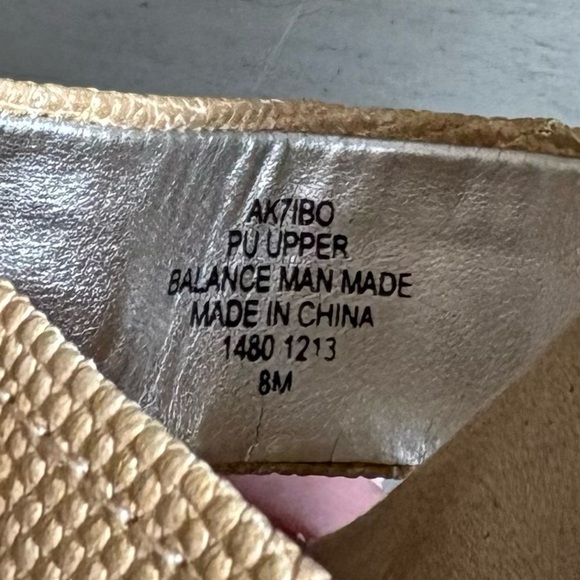 AK7IBO
PU UPPER
BALANCE MAN MADE
MADE IN CHINA
1480 1213
8M